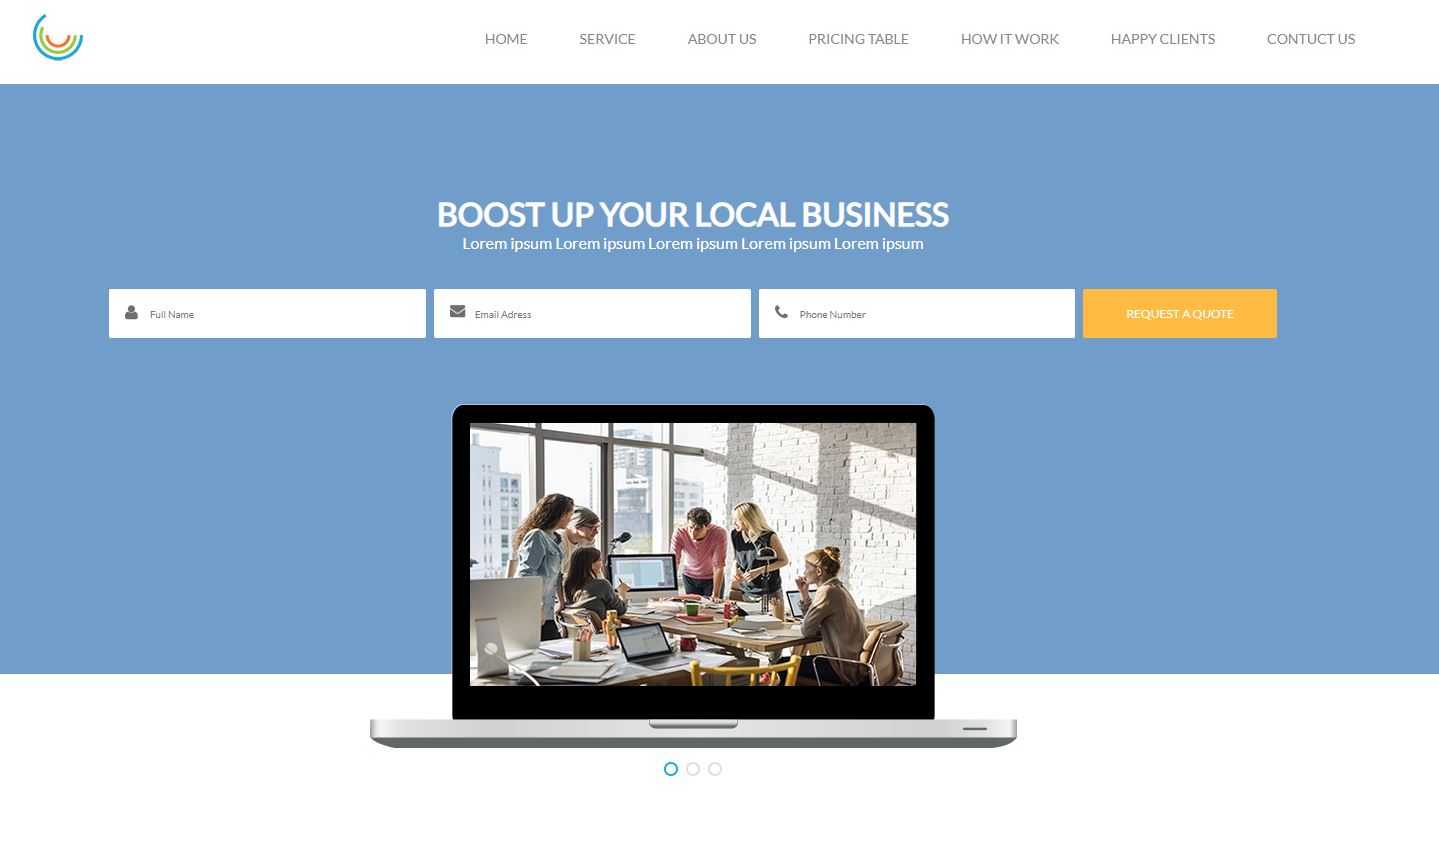 HOME SERVICE ABOUT US PRICING TABLE HOW IT WORK HAPPY CLIENTS CONTUCT US
BOOST UP YOUR LOCAL BUSINESS
Lorem ipsum Lorem ipsum Lorem ipsum Lorem ipsum Lorem ipsum
Full Name Email Adress Phone Number REQUEST A QUOTE